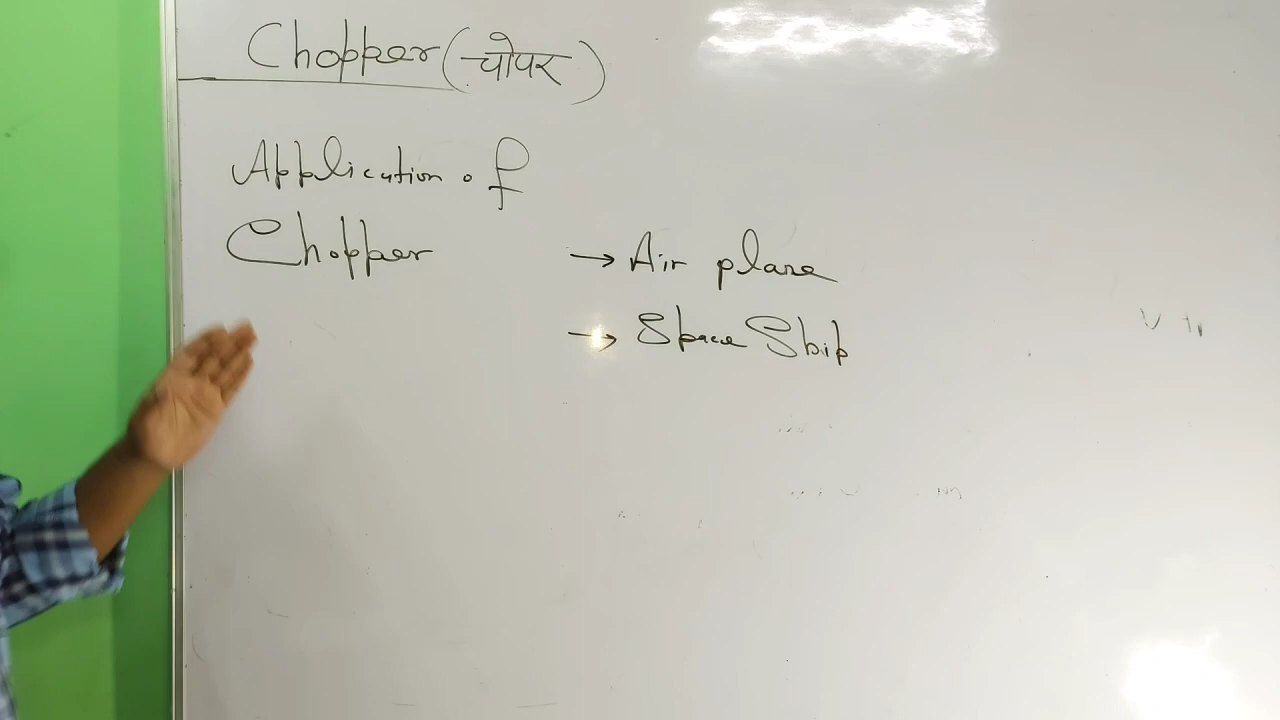 Chopper (चोपर)
Application of
Chopper
→ Air plane
→ Space Ship